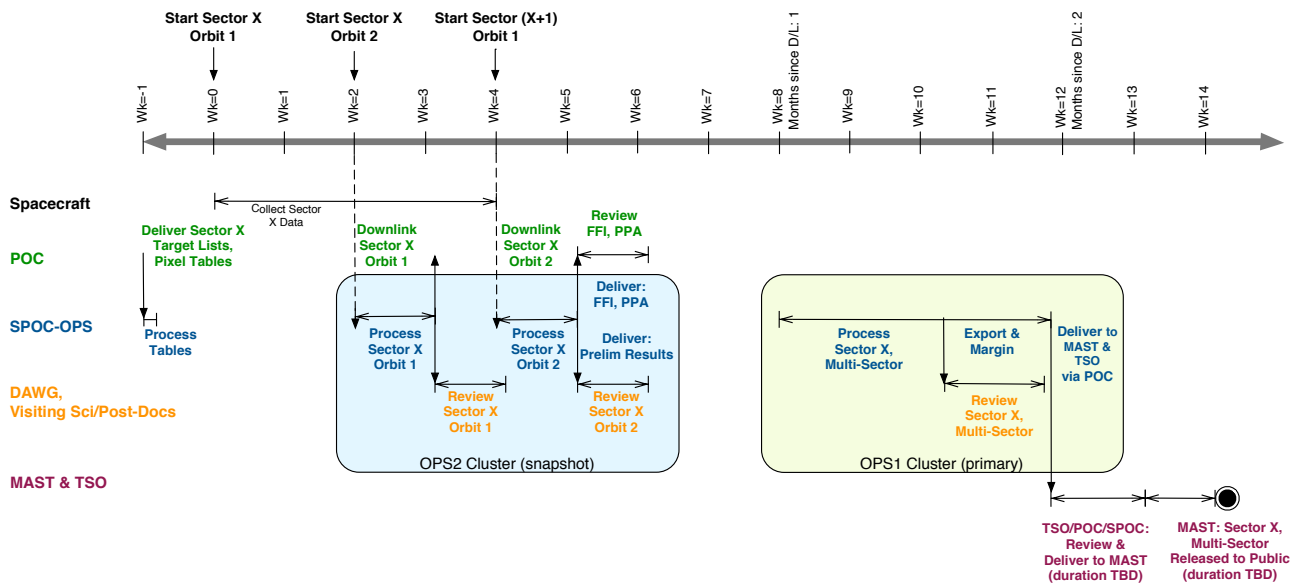 Start Sector X
Orbit 1
Start Sector X
Orbit 2
Start Sector (X+1)
Orbit 1
Wk=-1
Wk=0
Wk=1
Wk=2
Wk=3
Wk=4
Wk=5
Wk=6
Wk=7
Wk=8
Months since D/L: 1
Wk=9
Wk=10
Wk=11
Wk=12
Months since D/L: 2
Wk=13
Wk=14
Spacecraft
Collect Sector
X Data
POC
Deliver Sector X
Target Lists,
Pixel Tables
Downlink
Sector X
Orbit 1
Downlink
Sector X
Orbit 2
Review
FFI, PPA
SPOC-OPS
Process
Tables
Process
Sector X
Orbit 1
Process
Sector X
Orbit 2
Deliver:
FFI, PPA
Deliver:
Prelim Results
Process
Sector X,
Multi-Sector
Export &
Margin
Deliver to
MAST &
TSO
via POC
DAWG,
Visiting Sci/Post-Docs
Review
Sector X
Orbit 1
Review
Sector X
Orbit 2
Review
Sector X,
Multi-Sector
OPS2 Cluster (snapshot)
OPS1 Cluster (primary)
MAST & TSO
TSO/POC/SPOC:
Review &
Deliver to MAST
(duration TBD)
MAST: Sector X,
Multi-Sector
Released to Public
(duration TBD)